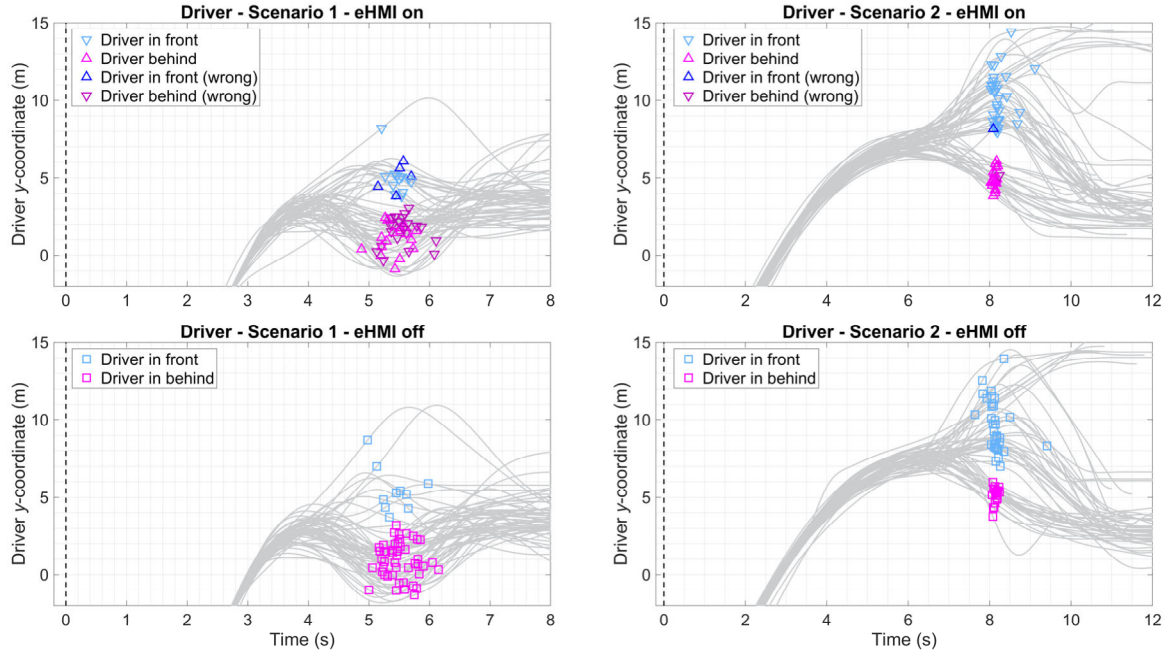 Driver - Scenario 1 - eHMI on
15
10
5
0
Driver y-coordinate (m)
Driver in front
Driver behind
Driver in front (wrong)
Driver behind (wrong)
0 1 2 3 4 5 6 7 8
Driver - Scenario 2 - eHMI on
15
10
5
0
Driver y-coordinate (m)
Driver in front
Driver behind
Driver in front (wrong)
Driver behind (wrong)
0 2 4 6 8 10 12
Driver - Scenario 1 - eHMI off
15
10
5
0
Driver y-coordinate (m)
Driver in front
Driver in behind
0 1 2 3 4 5 6 7 8
Time (s)
Driver - Scenario 2 - eHMI off
15
10
5
0
Driver y-coordinate (m)
Driver in front
Driver in behind
0 2 4 6 8 10 12
Time (s)